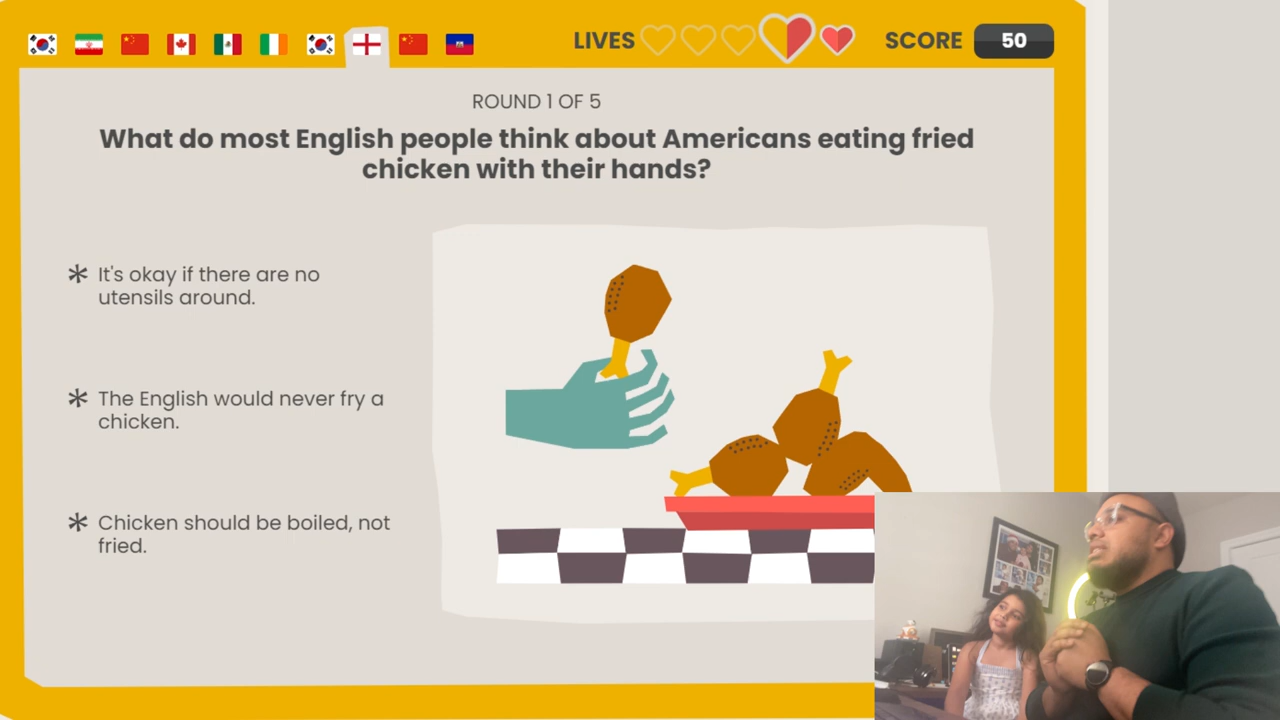 LIVES
SCORE
50
ROUND 1 OF 5
What do most English people think about Americans eating fried
chicken with their hands?
It's okay if there are no
utensils around.
The English would never fry a
chicken.
Chicken should be boiled, not
fried.